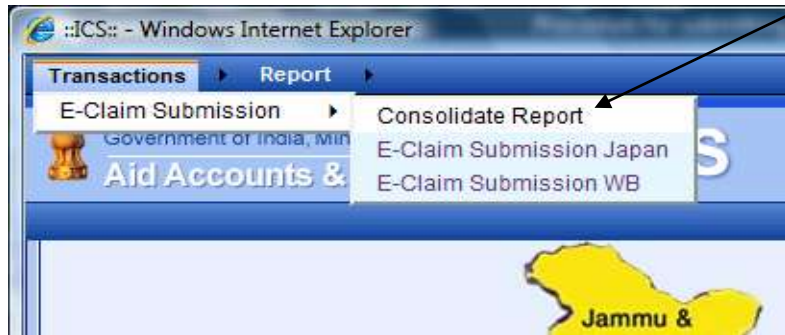 ::ICS:: - Windows Internet Explorer
Transactions Report
E-Claim Submission
Consolidate Report
E-Claim Submission Japan
E-Claim Submission WB
Government of India, Min
Aid Accounts &
S
Jammu &